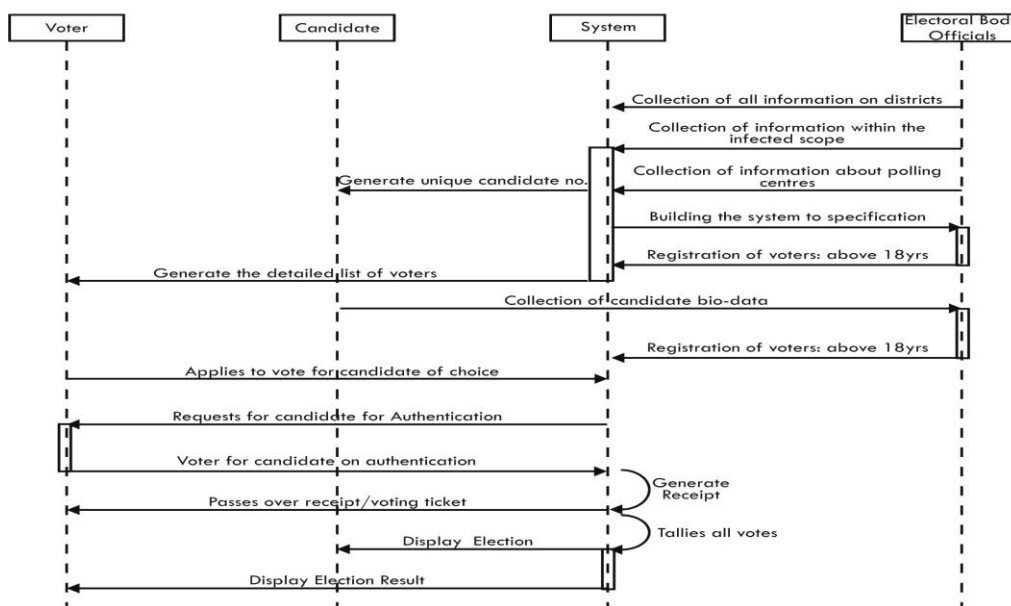 Voter
Candidate
System
Electoral Bod
Officials
Collection of all information on districts
Collection of information within the
infected scope
Generate unique candidate no.
Collection of information about polling
centres
Building the system to specification
Registration of voters: above 18yrs
Generate the detailed list of voters
Collection of candidate bio-data
Registration of voters: above 18yrs
Applies to vote for candidate of choice
Requests for candidate for Authentication
Voter for candidate on authentication
Generate
Receipt
Passes over receipt/voting ticket
Tallies all votes
Display Election
Display Election Result